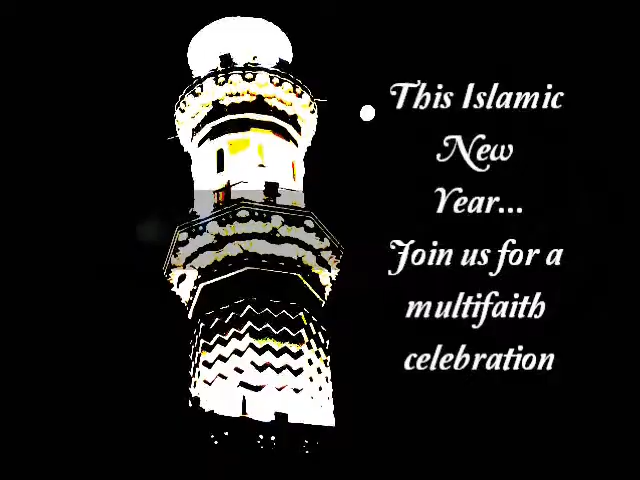 This Islamic
New
Year...
Join us for a
multifaith
celebration